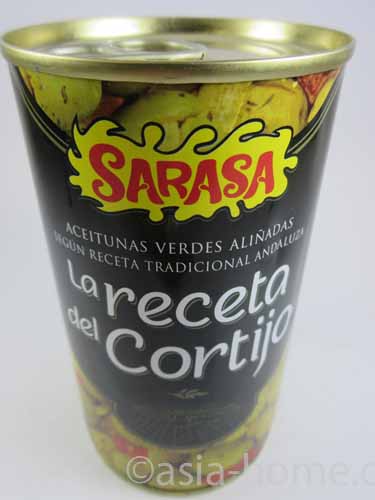 SARASA
ACEITUNAS VERDES ALIÑADAS
SEGÚN RECETA TRADICIONAL ANDALUZA
La receta
del Cortijo
©asia-home.c